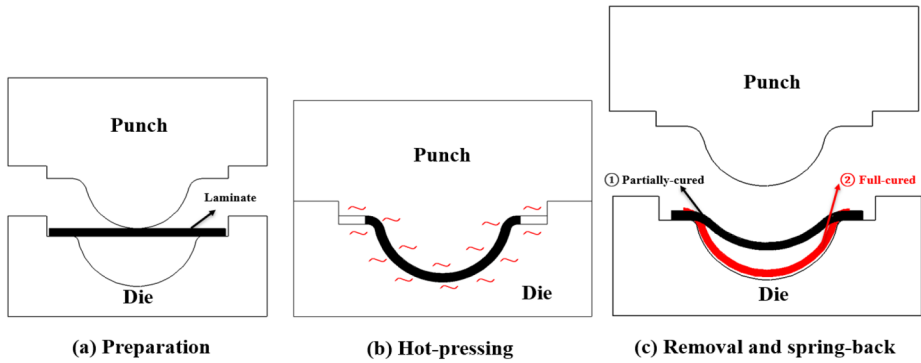 Punch
Laminate
Die
(a) Preparation
Punch
Die
(b) Hot-pressing
Punch
① Partially-cured
② Full-cured
Die
(c) Removal and spring-back